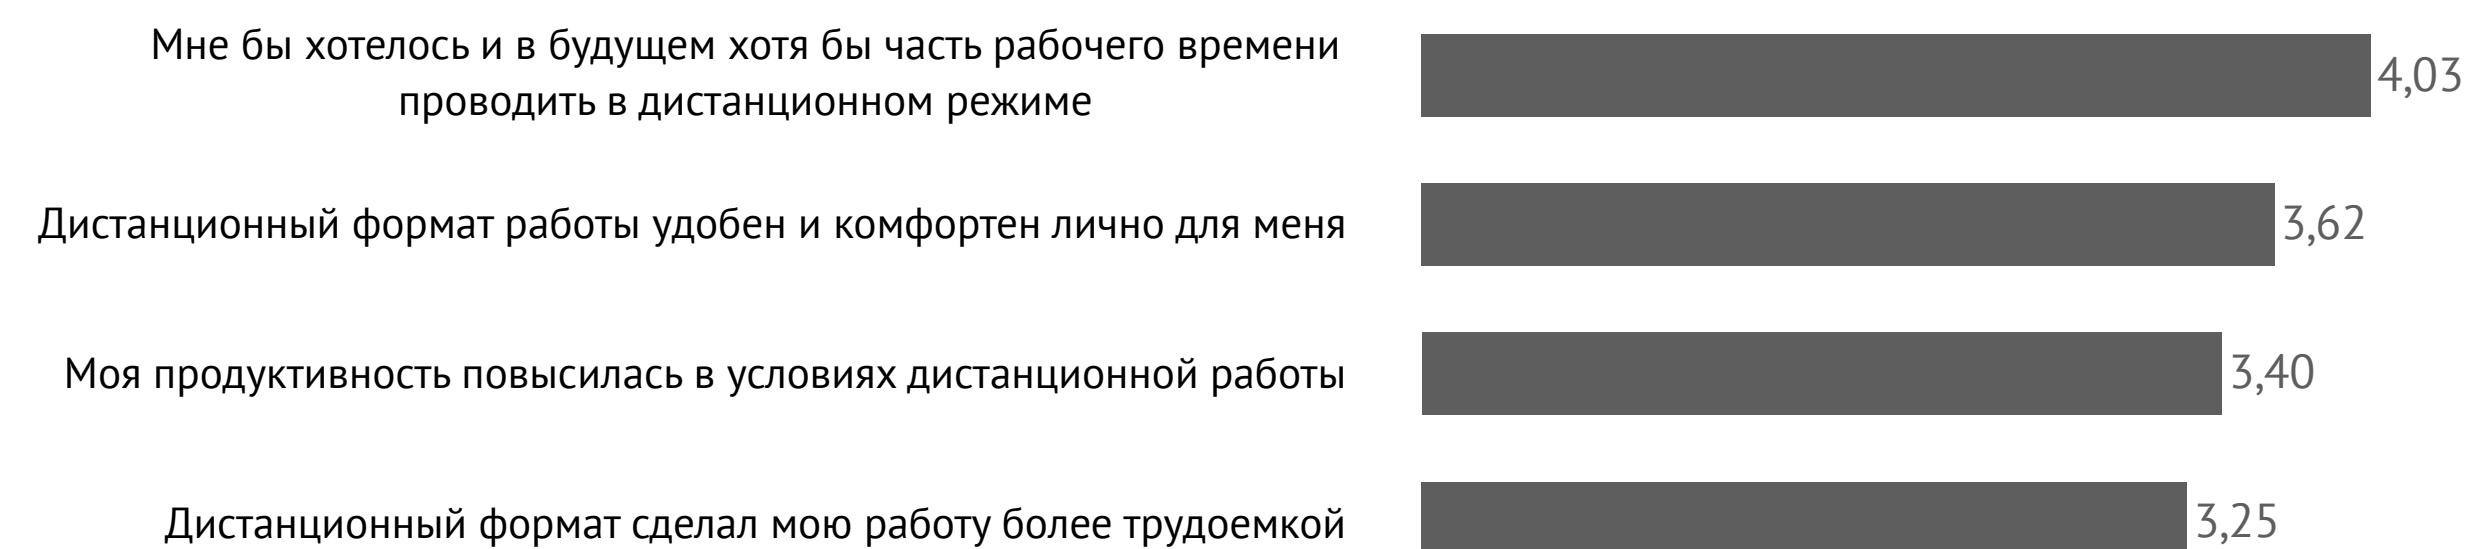 Мне бы хотелось и в будущем хотя бы часть рабочего времени
проводить в дистанционном режиме
4,03
Дистанционный формат работы удобен и комфортен лично для меня
3,62
Моя продуктивность повысилась в условиях дистанционной работы
3,40
Дистанционный формат сделал мою работу более трудоемкой
3,25